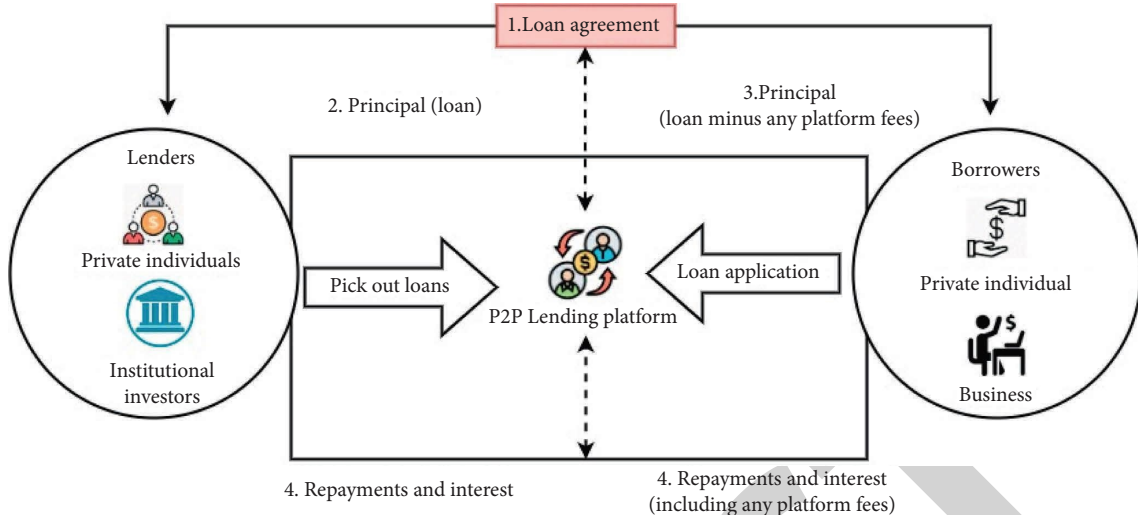 1.Loan agreement
2. Principal (loan)
3.Principal
(loan minus any platform fees)
Lenders
Private individuals
Institutional
investors
Pick out loans
P2P Lending platform
Loan application
Borrowers
Private individual
Business
4. Repayments and interest
4. Repayments and interest
(including any platform fees)